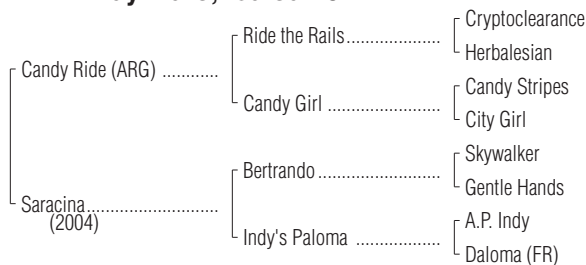 Cryptoclearance
Ride the Rails
Herbalesian
Candy Ride (ARG)
Candy Stripes
Candy Girl
City Girl
Skywalker
Bertrando
Gentle Hands
Saracina
(2004)
A.P. Indy
Indy's Paloma
Daloma (FR)